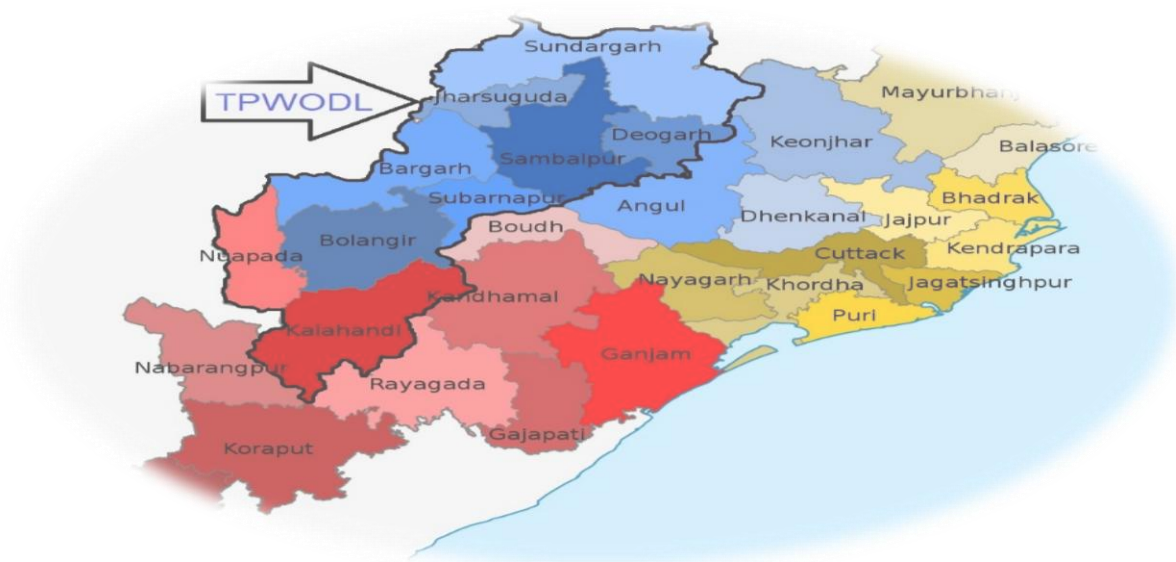 Sundargarh
TPWODL
Jharsuguda
Mayurbhanj
Deogarh
Keonjhar
Balasore
Sambalpur
Bargarh
Subarnapur
Angul
Bhadrak
Dhenkanal
Jajpur
Boudh
Bolangir
Nuapada
Cuttack
Kendrapara
Nayagarh
Khordha
Jagatsinghpur
Kandhamal
Puri
Kalahandi
Ganjam
Nabarangpur
Rayagada
Gajapati
Koraput